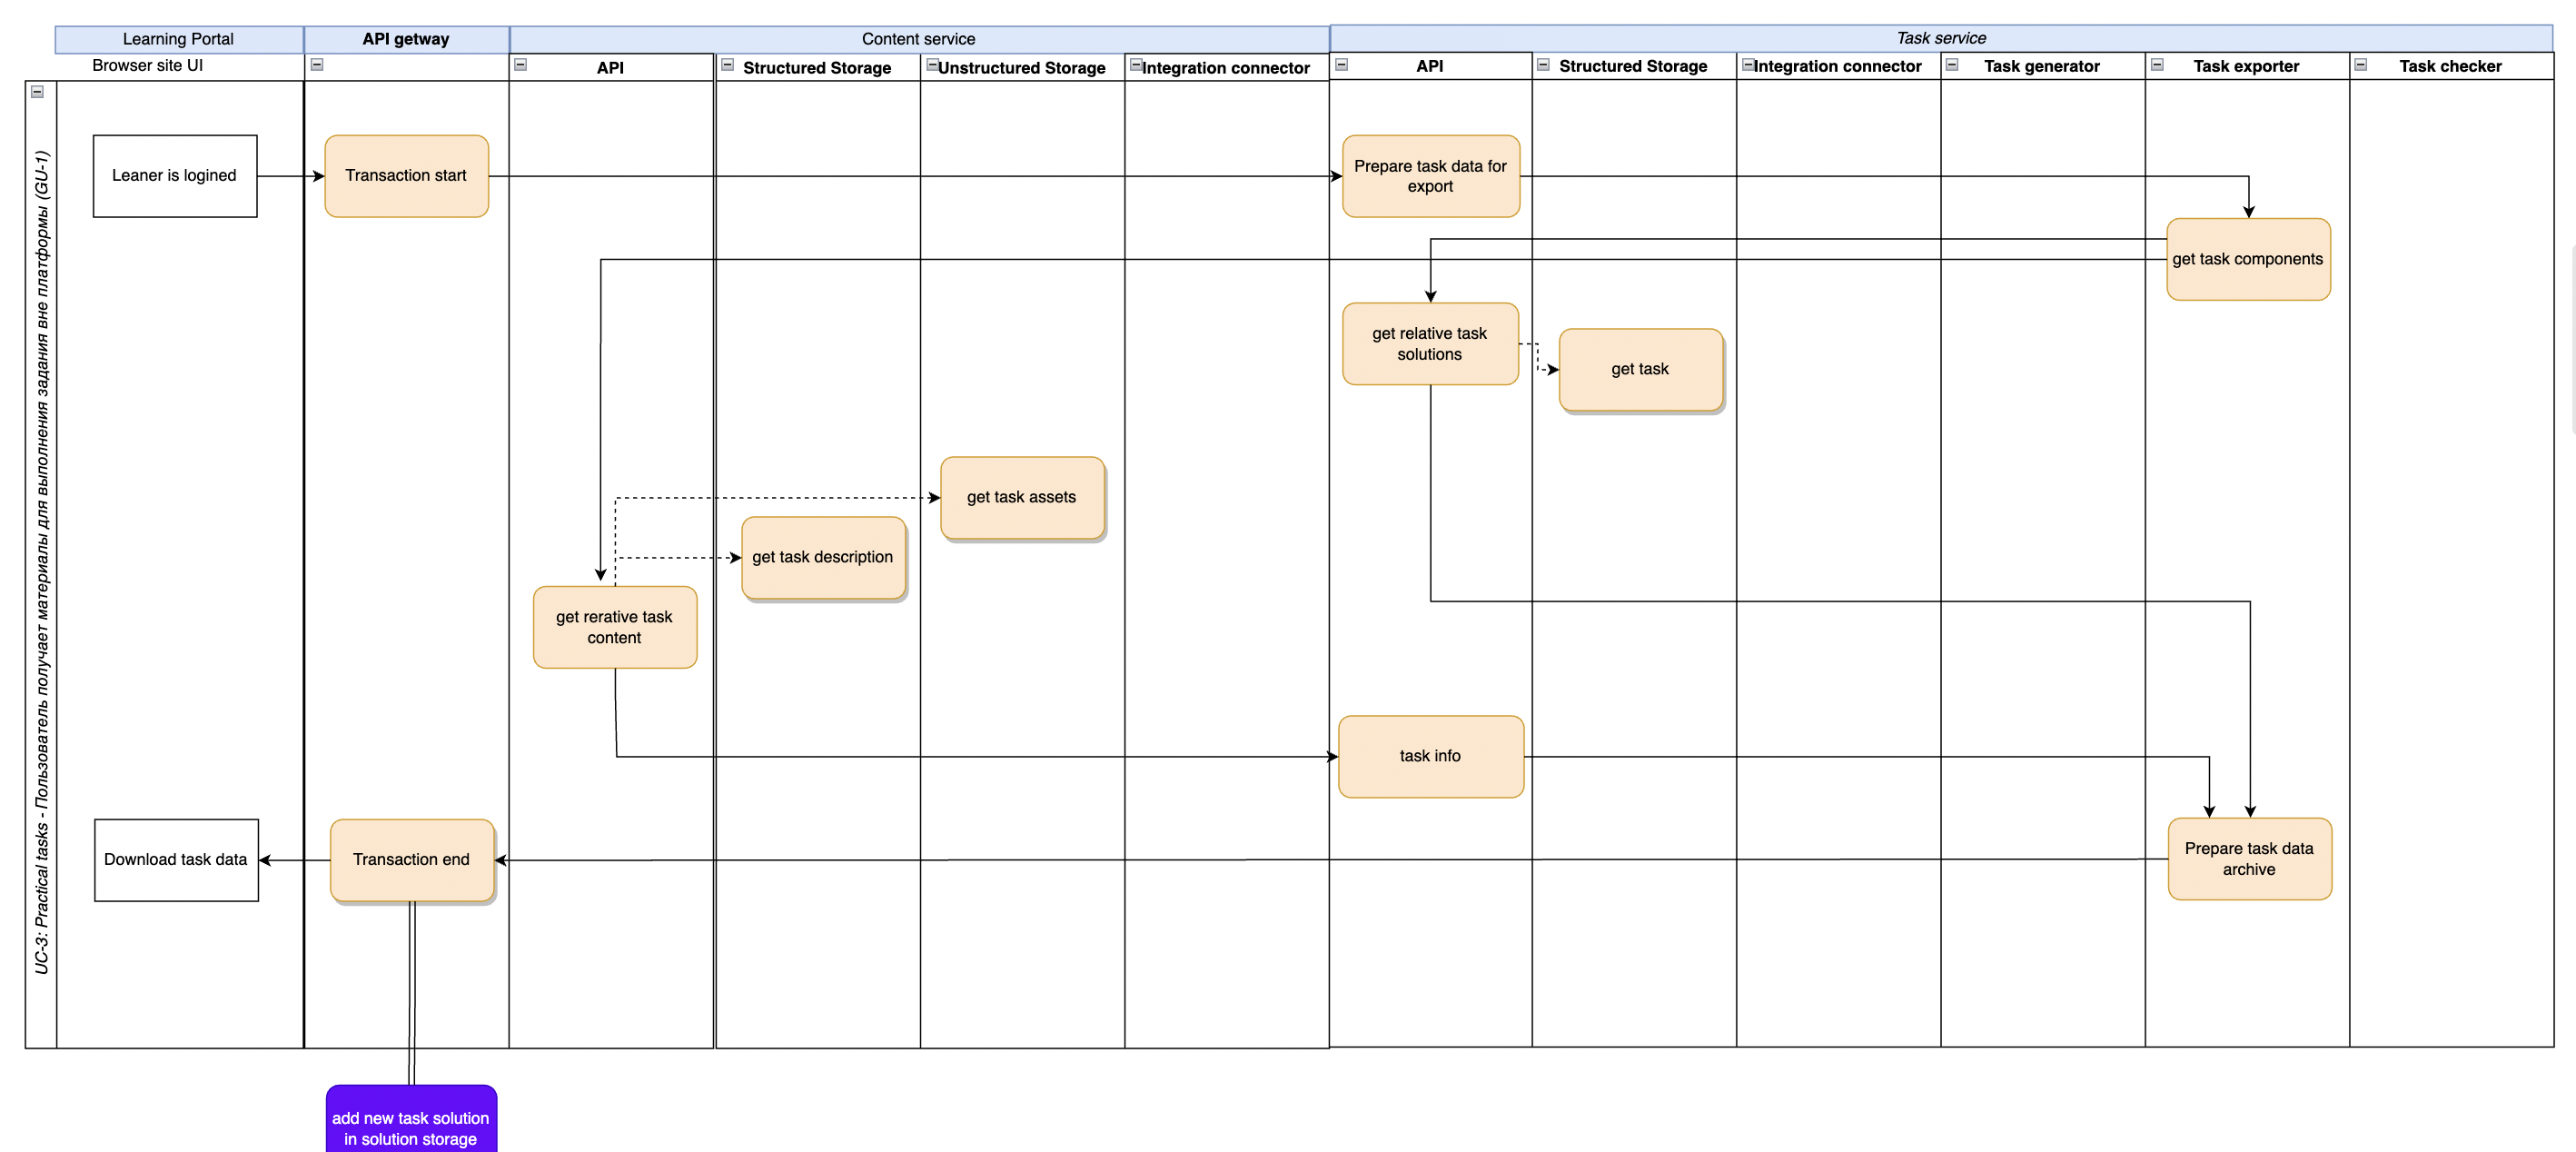 Learning Portal
API getway
Content service
Task service
Browser site UI
API
Structured Storage
Unstructured Storage
Integration connector
API
Structured Storage
Integration connector
Task generator
Task exporter
Task checker
UC-3: Practical tasks - Пользователь получает материалы для выполнения задания вне платформы (GU-1)
Leaner is logined
Transaction start
Prepare task data for
export
get task components
get relative task
solutions
get task
get task assets
get task description
get rerative task
content
task info
Download task data
Transaction end
Prepare task data
archive
add new task solution
in solution storage